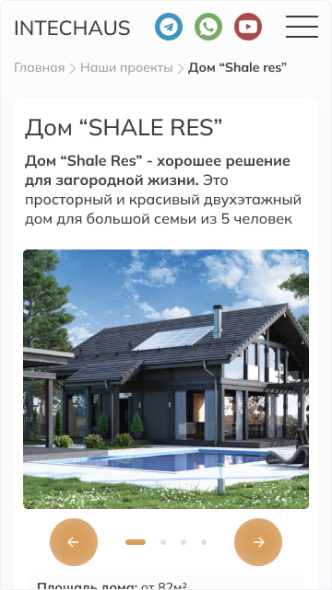 INTECHAUS
Главная > Наши проекты > Дом “Shale res”
Дом “SHALE RES”
Дом “Shale Res” - хорошее решение
для загородной жизни. Это
просторный и красивый двухэтажный
дом для большой семьи из 5 человек
Площадь дома: от 82м²